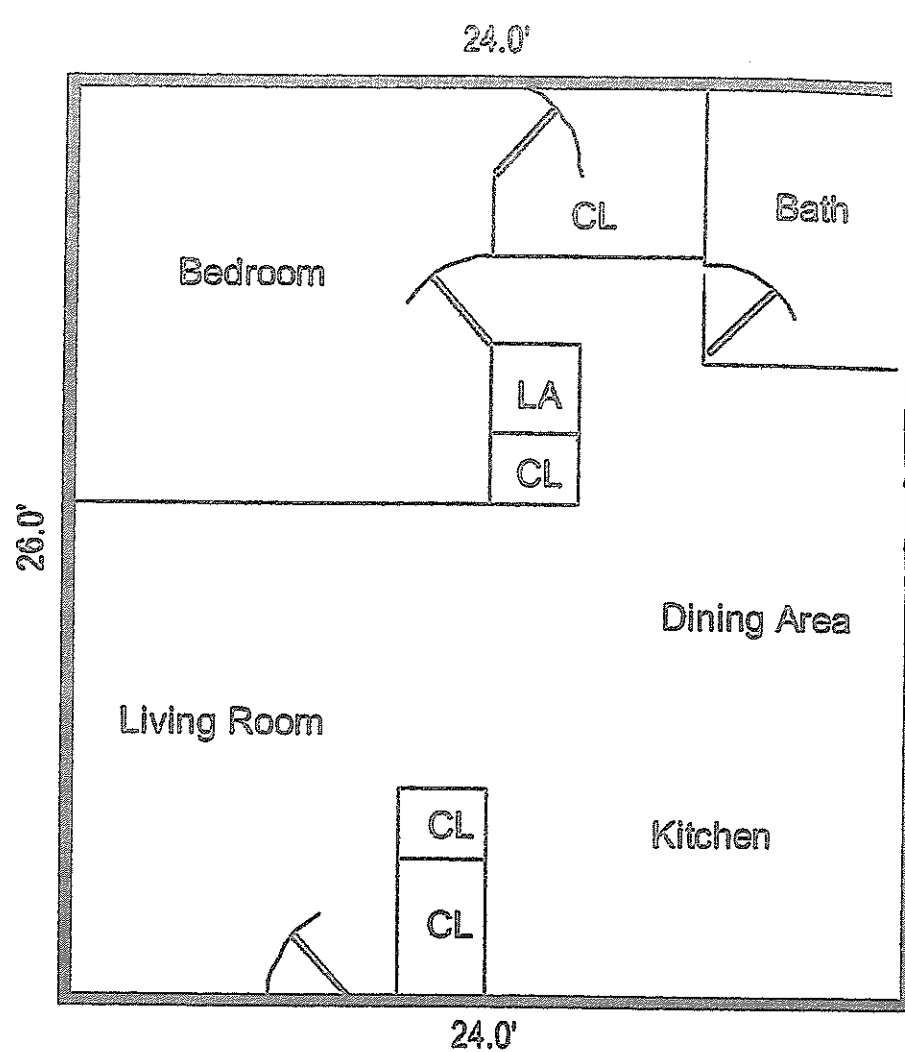 24.0'
CL
Bath
Bedroom
LA
CL
26.0'
Dining Area
Living Room
CL
Kitchen
CL
24.0'